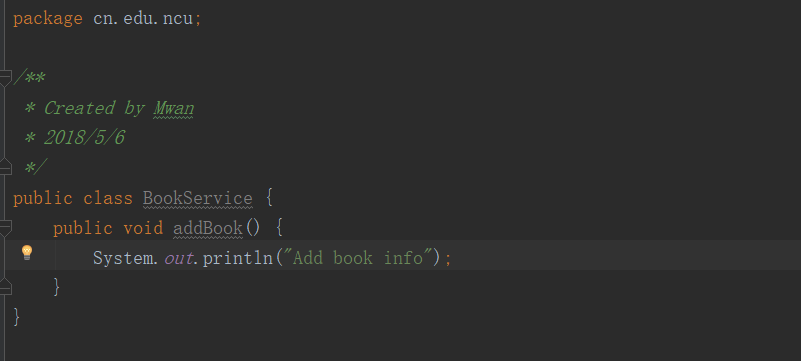 package cn.edu.ncu;
/**
 * Created by Mwan
 * 2018/5/6
 */
public class BookService {
    public void addBook() {
        System.out.println("Add book info");
    }
}